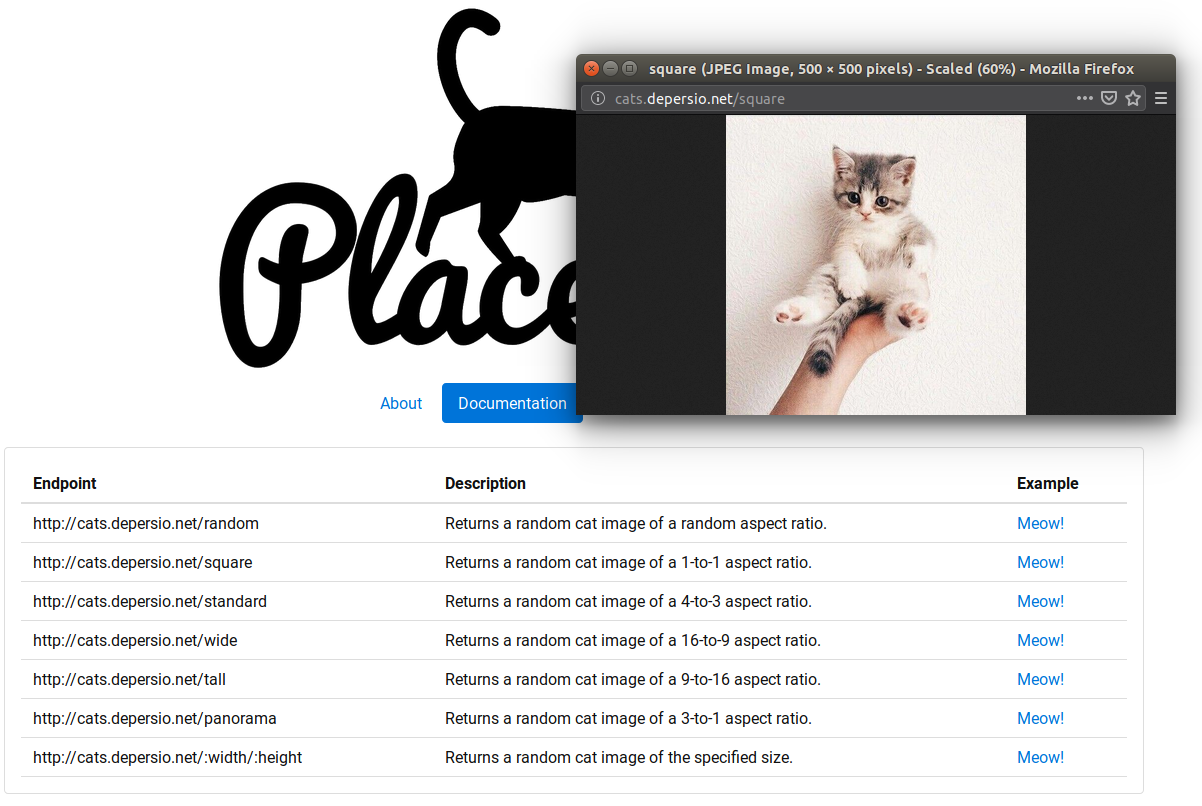 square (JPEG Image, 500 × 500 pixels) - Scaled (60%) - Mozilla Firefox
cats.depersio.net/square
Place
About Documentation
Endpoint Description Example
http://cats.depersio.net/random Returns a random cat image of a random aspect ratio. Meow!
http://cats.depersio.net/square Returns a random cat image of a 1-to-1 aspect ratio. Meow!
http://cats.depersio.net/standard Returns a random cat image of a 4-to-3 aspect ratio. Meow!
http://cats.depersio.net/wide Returns a random cat image of a 16-to-9 aspect ratio. Meow!
http://cats.depersio.net/tall Returns a random cat image of a 9-to-16 aspect ratio. Meow!
http://cats.depersio.net/panorama Returns a random cat image of a 3-to-1 aspect ratio. Meow!
http://cats.depersio.net/:width/:height Returns a random cat image of the specified size. Meow!